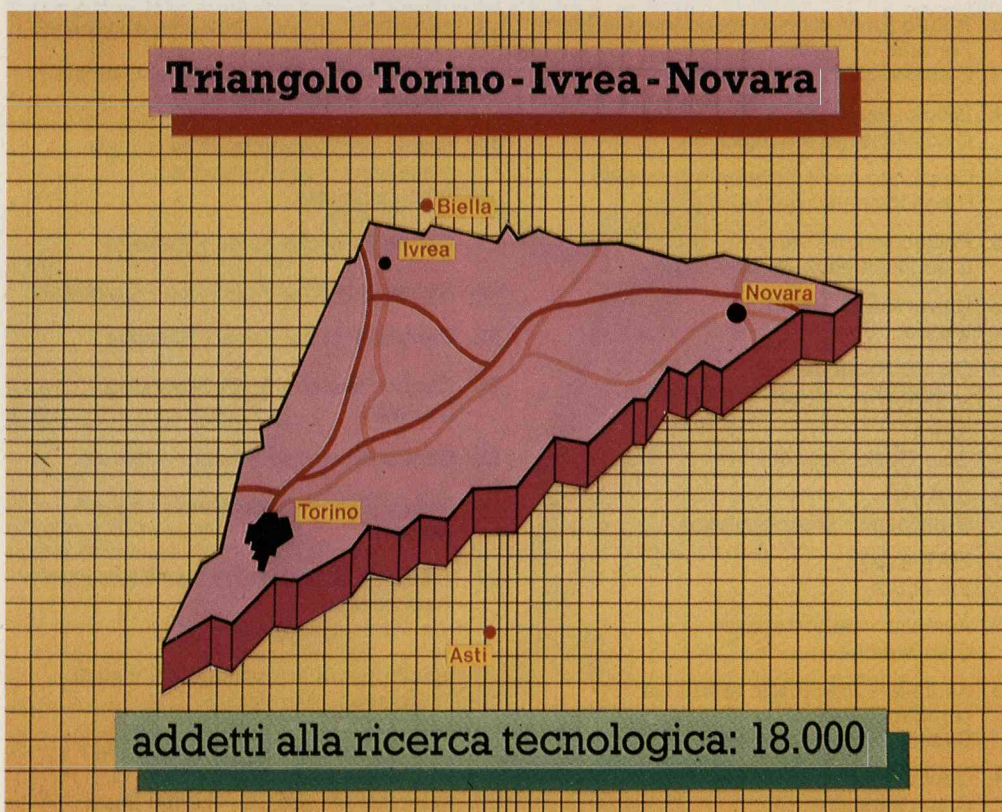 Triangolo Torino-Ivrea-Novara
Biella
Ivrea
Novara
Torino
Asti
addetti alla ricerca tecnologica: 18.000